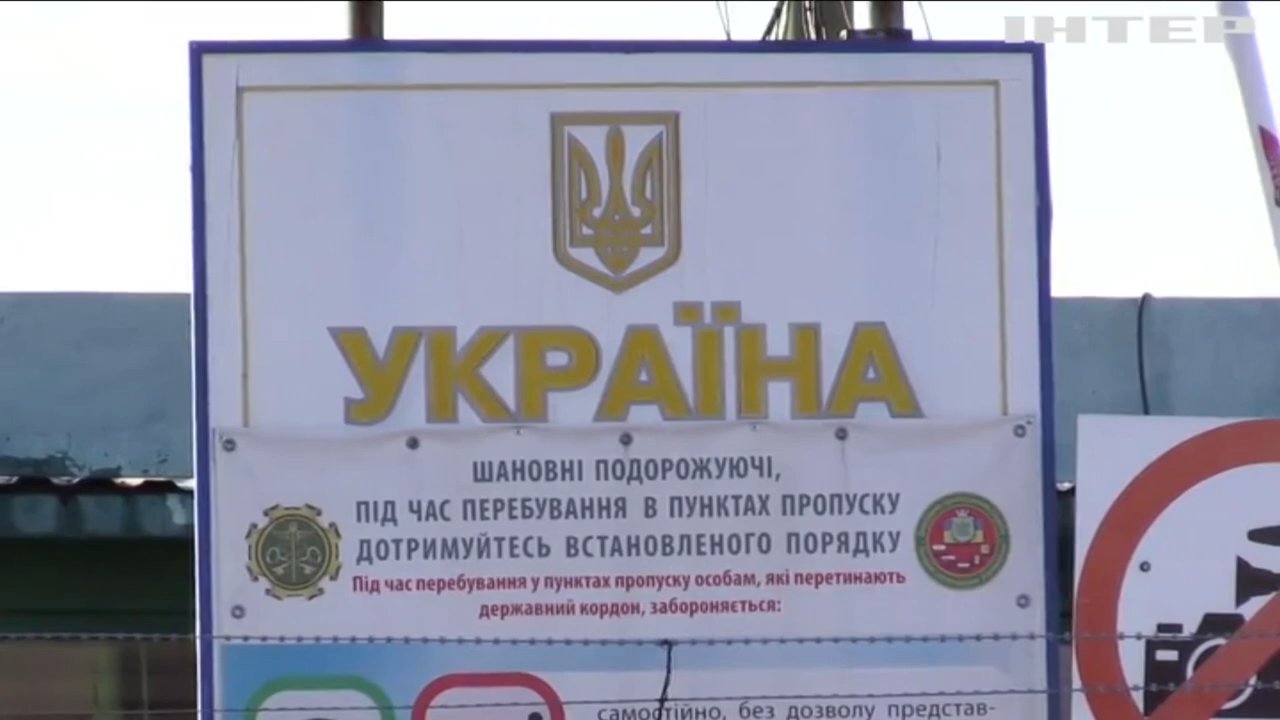 ІНТЕР
УКРАЇНА
ШАНОВНІ ПОДОРОЖУЮЧІ,
ПІД ЧАС ПЕРЕБУВАННЯ В ПУНКТАХ ПРОПУСКУ
ДОТРИМУЙТЕСЬ ВСТАНОВЛЕНОГО ПОРЯДКУ
Під час перебування у пунктах пропуску особам, які перетинають
державний кордон, забороняється:
самостійно, без дозволу представ-